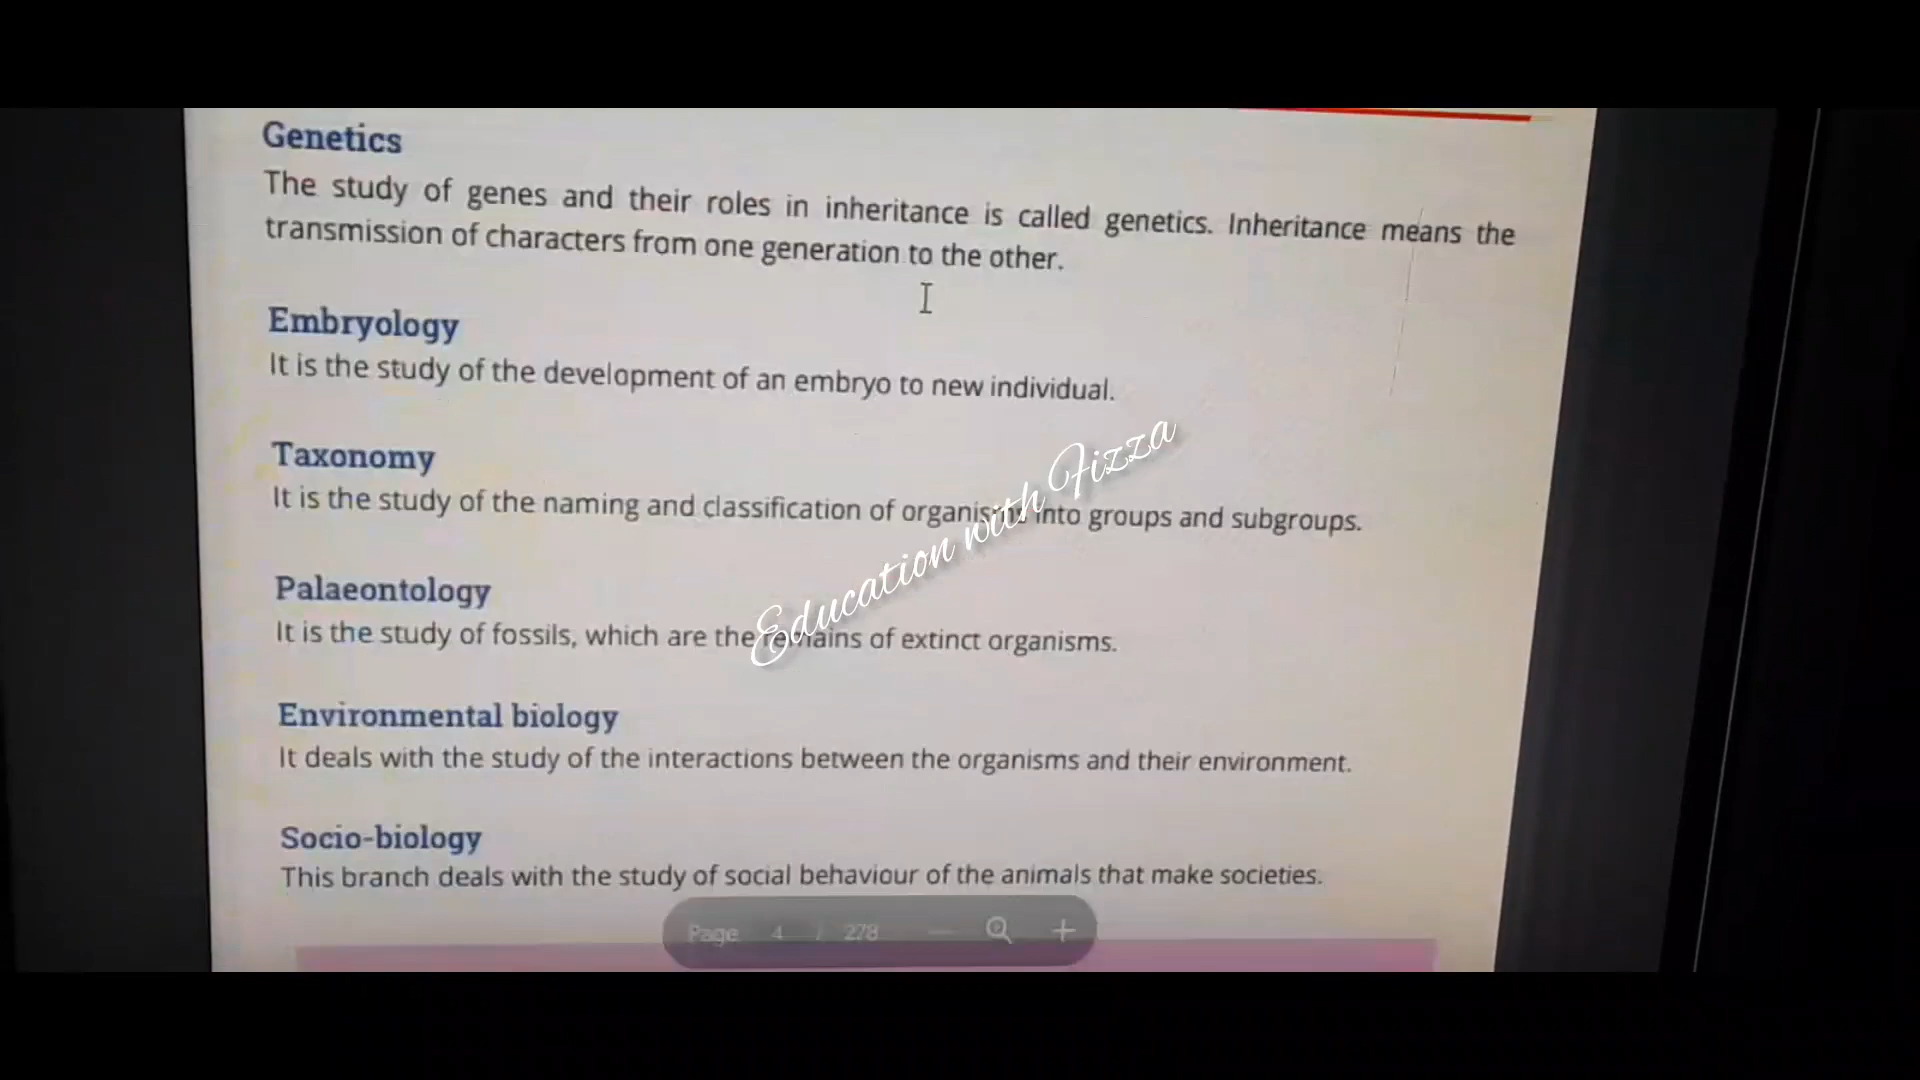 Genetics
The study of genes and their roles in inheritance is called genetics. Inheritance means the
transmission of characters from one generation to the other.
Embryology
It is the study of the development of an embryo to new individual.
Taxonomy
It is the study of the naming and classification of organisms into groups and subgroups.
Palaeontology
It is the study of fossils, which are the remains of extinct organisms.
Environmental biology
It deals with the study of the interactions between the organisms and their environment.
Socio-biology
This branch deals with the study of social behaviour of the animals that make societies.
Page 4 / 278
Education with Fizza